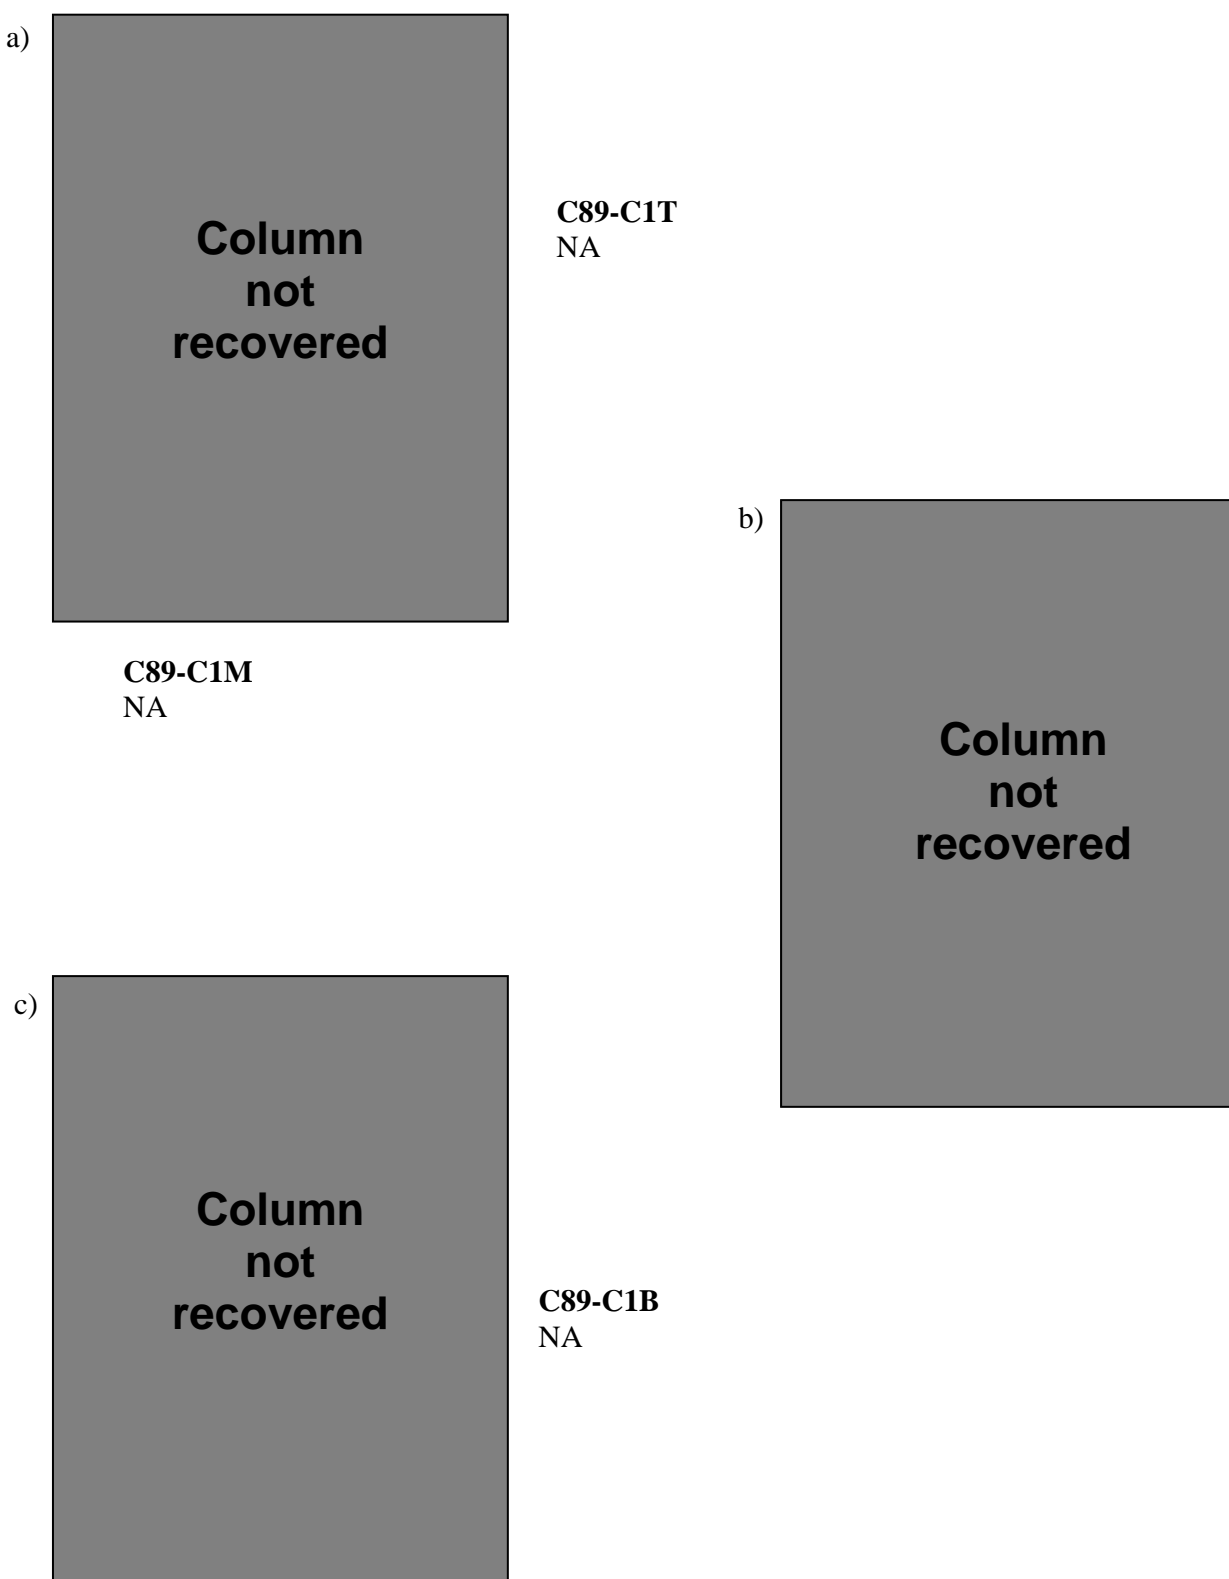 a)
Column
not
recovered
C89-C1T
NA
C89-C1M
NA
b)
Column
not
recovered
c)
Column
not
recovered
C89-C1B
NA